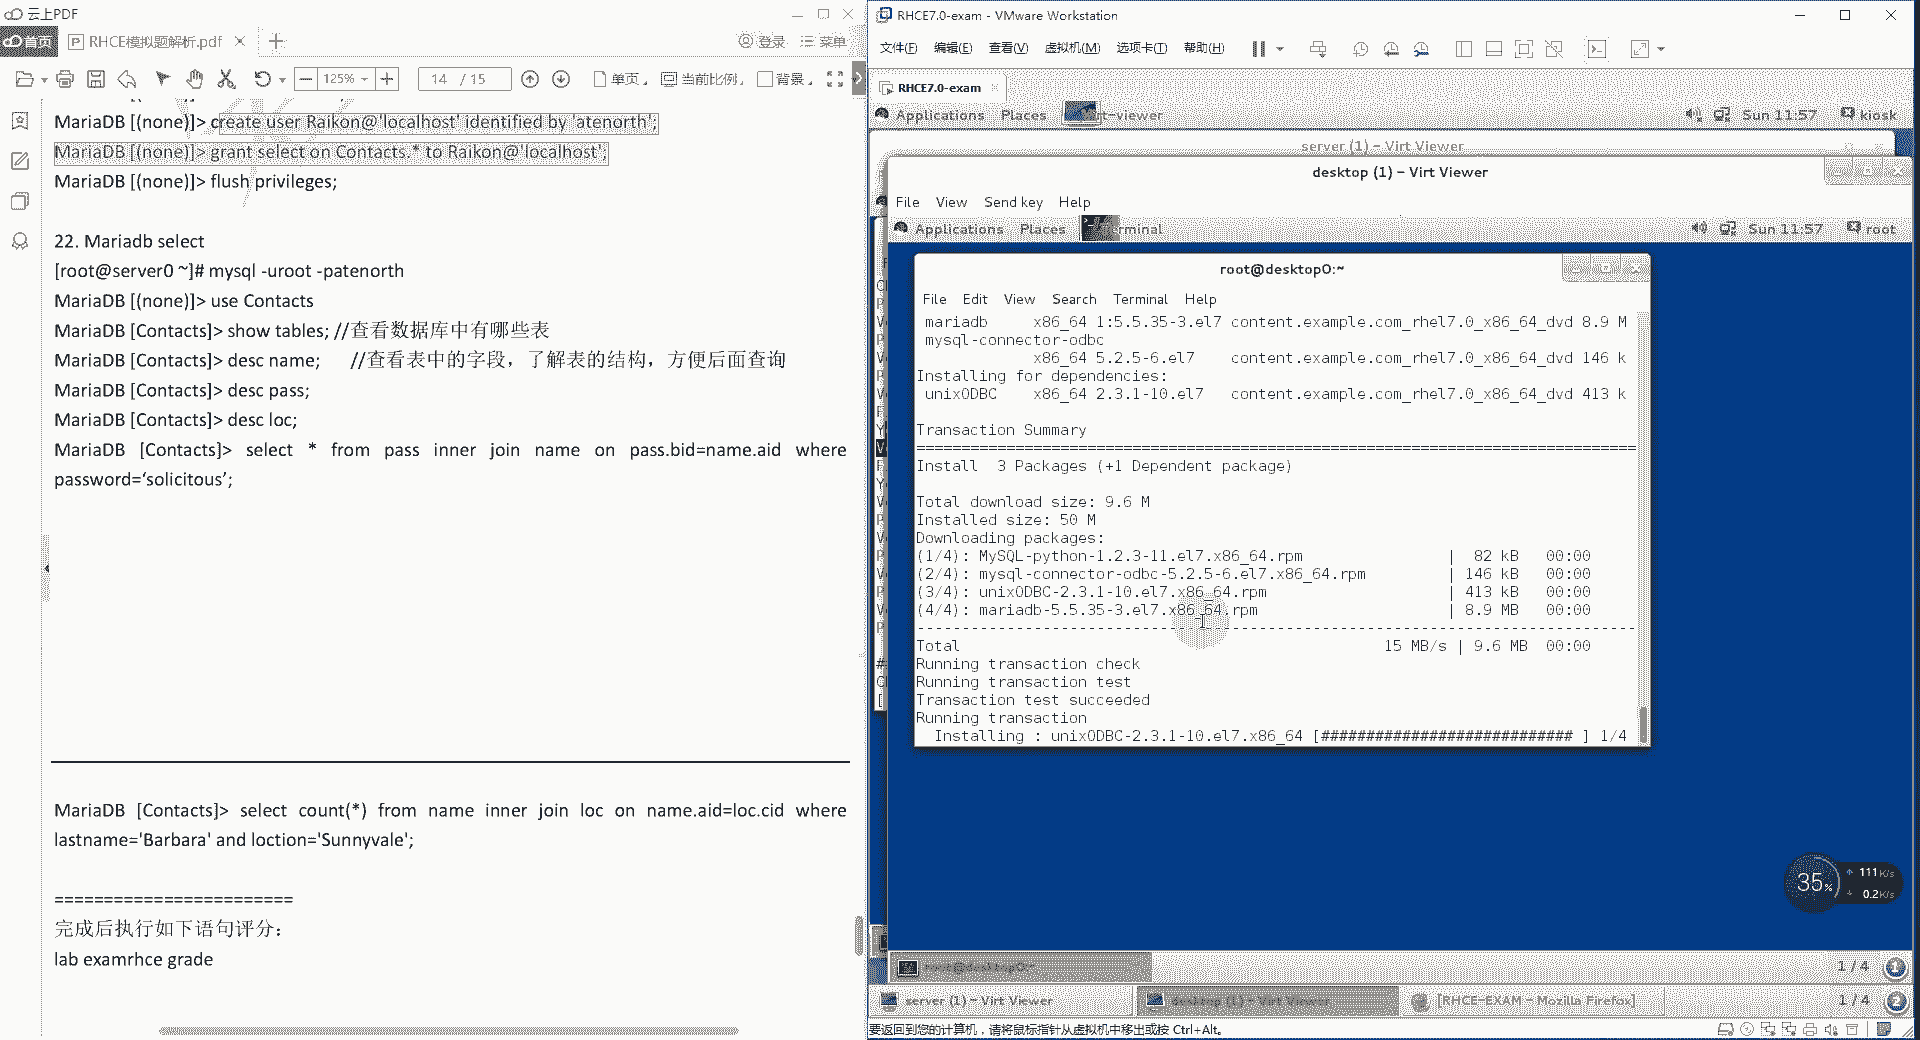 云上PDF
首页
RHCE模拟题解析.pdf
登录
菜单
125%
14 / 15
单页
当前比例
背景
MariaDB [(none)]> create user Raikon@'localhost' identified by 'atenorth';
MariaDB [(none)]> grant select on Contacts.* to Raikon@'localhost';
MariaDB [(none)]> flush privileges;
22. Mariadb select
[root@server0 ~]# mysql -uroot -patenorth
MariaDB [(none)]> use Contacts
MariaDB [Contacts]> show tables; //查看数据库中有哪些表
MariaDB [Contacts]> desc name; //查看表中的字段，了解表的结构，方便后面查询
MariaDB [Contacts]> desc pass;
MariaDB [Contacts]> desc loc;
MariaDB [Contacts]> select * from pass inner join name on pass.bid=name.aid where
password=‘solicitous’;
MariaDB [Contacts]> select count(*) from name inner join loc on name.aid=loc.cid where
lastname='Barbara' and loction='Sunnyvale';
=======================
完成后执行如下语句评分：
lab examrhce grade
RHCE7.0-exam - VMware Workstation
文件(F) 编辑(E) 查看(V) 虚拟机(M) 选项卡(T) 帮助(H)
RHCE7.0-exam
Applications Places virt-viewer Sun 11:57 kiosk
server (1) – Virt Viewer
desktop (1) – Virt Viewer
File View Send key Help
Applications Places Terminal Sun 11:57 root
root@desktop0:~
File Edit View Search Terminal Help
mariadb x86_64 1:5.5.35-3.el7 content.example.com_rhel7.0_x86_64_dvd 8.9 M
mysql-connector-odbc
x86_64 5.2.5-6.el7 content.example.com_rhel7.0_x86_64_dvd 146 k
Installing for dependencies:
unixODBC x86_64 2.3.1-10.el7 content.example.com_rhel7.0_x86_64_dvd 413 k
Transaction Summary
================================================================================
Install 3 Packages (+1 Dependent package)
Total download size: 9.6 M
Installed size: 50 M
Downloading packages:
(1/4): MySQL-python-1.2.3-11.el7.x86_64.rpm | 82 kB 00:00
(2/4): mysql-connector-odbc-5.2.5-6.el7.x86_64.rpm | 146 kB 00:00
(3/4): unixODBC-2.3.1-10.el7.x86_64.rpm | 413 kB 00:00
(4/4): mariadb-5.5.35-3.el7.x86_64.rpm | 8.9 MB 00:00
--------------------------------------------------------------------------------
Total 15 MB/s | 9.6 MB 00:00
Running transaction check
Running transaction test
Transaction test succeeded
Running transaction
Installing : unixODBC-2.3.1-10.el7.x86_64 [############################ ] 1/4
35%
111K/s
0.2K/s
root@desktop0:~
1 / 4
server (1) – Virt Viewer
desktop (1) – Virt Viewer
[RHCE-EXAM – Mozilla Firefox]
1 / 4
要返回到您的计算机，请将鼠标指针从虚拟机中移出或按 Ctrl+Alt。